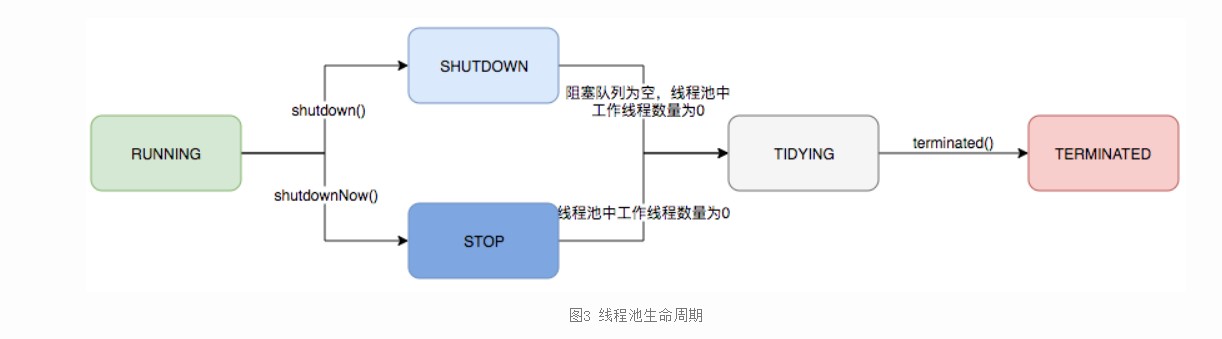 SHUTDOWN
shutdown()
阻塞队列为空，线程池中
工作线程数量为0
RUNNING
TIDYING
terminated()
TERMINATED
shutdownNow()
线程池中工作线程数量为0
STOP
图3 线程池生命周期